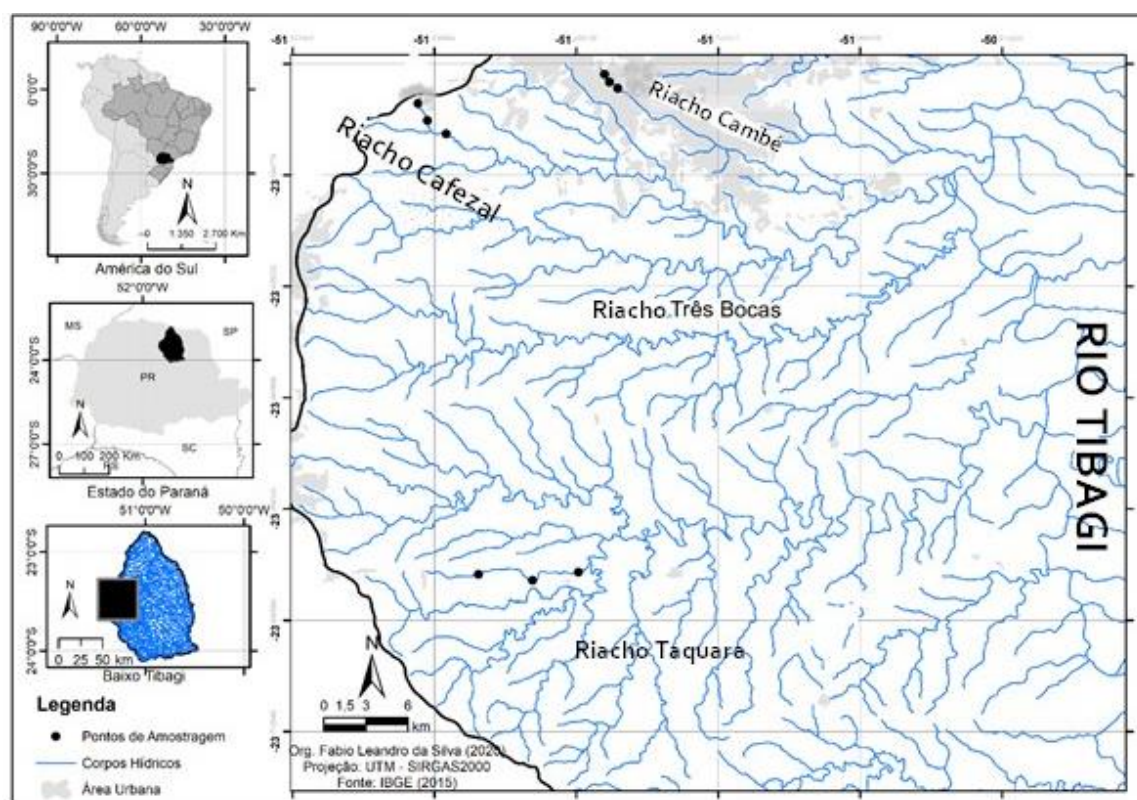 90°0'0"W 60°0'0"W 30°0'0"W
0°0'0"
30°0'0"S
N
0 1.350 2.700 Km
América do Sul
52°0'0"W
MS
SP
24°0'0"S
PR
N
27°0'0"S
SC
0 100 200 Km
Estado do Paraná
51°0'0"W 50°0'0"W
23°0'0"S
N
24°0'0"S
0 25 50 km
Baixo Tibagi
Legenda
Pontos de Amostragem
Corpos Hídricos
Área Urbana
-51 -51 -51 -51 -51 -50
-23
-23
-23
-23
-23
-23
Riacho Cambé
Riacho Cafezal
Riacho Três Bocas
RIO TIBAGI
Riacho Taquara
N
0 1.5 3 6
km
Org. Fabio Leandro da Silva (2020)
Projeção: UTM - SIRGAS2000
Fonte: IBGE (2015)